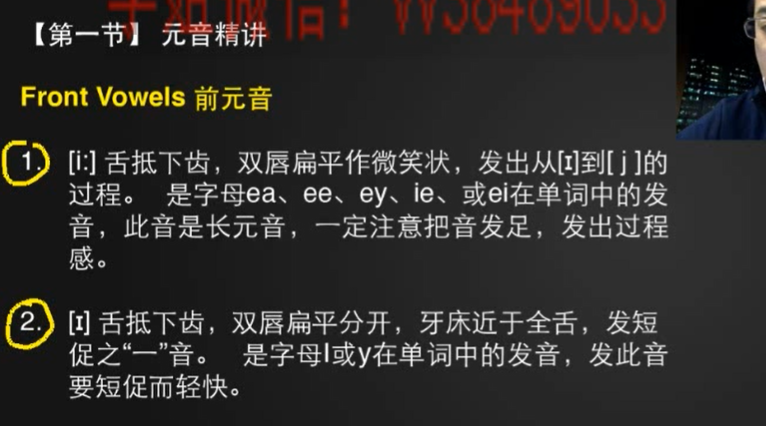 学姐诚信：VV38489033
【第一节】 元音精讲
Front Vowels 前元音
1. [i:] 舌抵下齿，双唇扁平作微笑状，发出从[ɪ]到[ j ]的
过程。 是字母ea、ee、ey、ie、或ei在单词中的发
音，此音是长元音，一定注意把音发足，发出过程
感。
2. [ɪ] 舌抵下齿，双唇扁平分开，牙床近于全舌，发短
促之“一”音。 是字母I或y在单词中的发音，发此音
要短促而轻快。